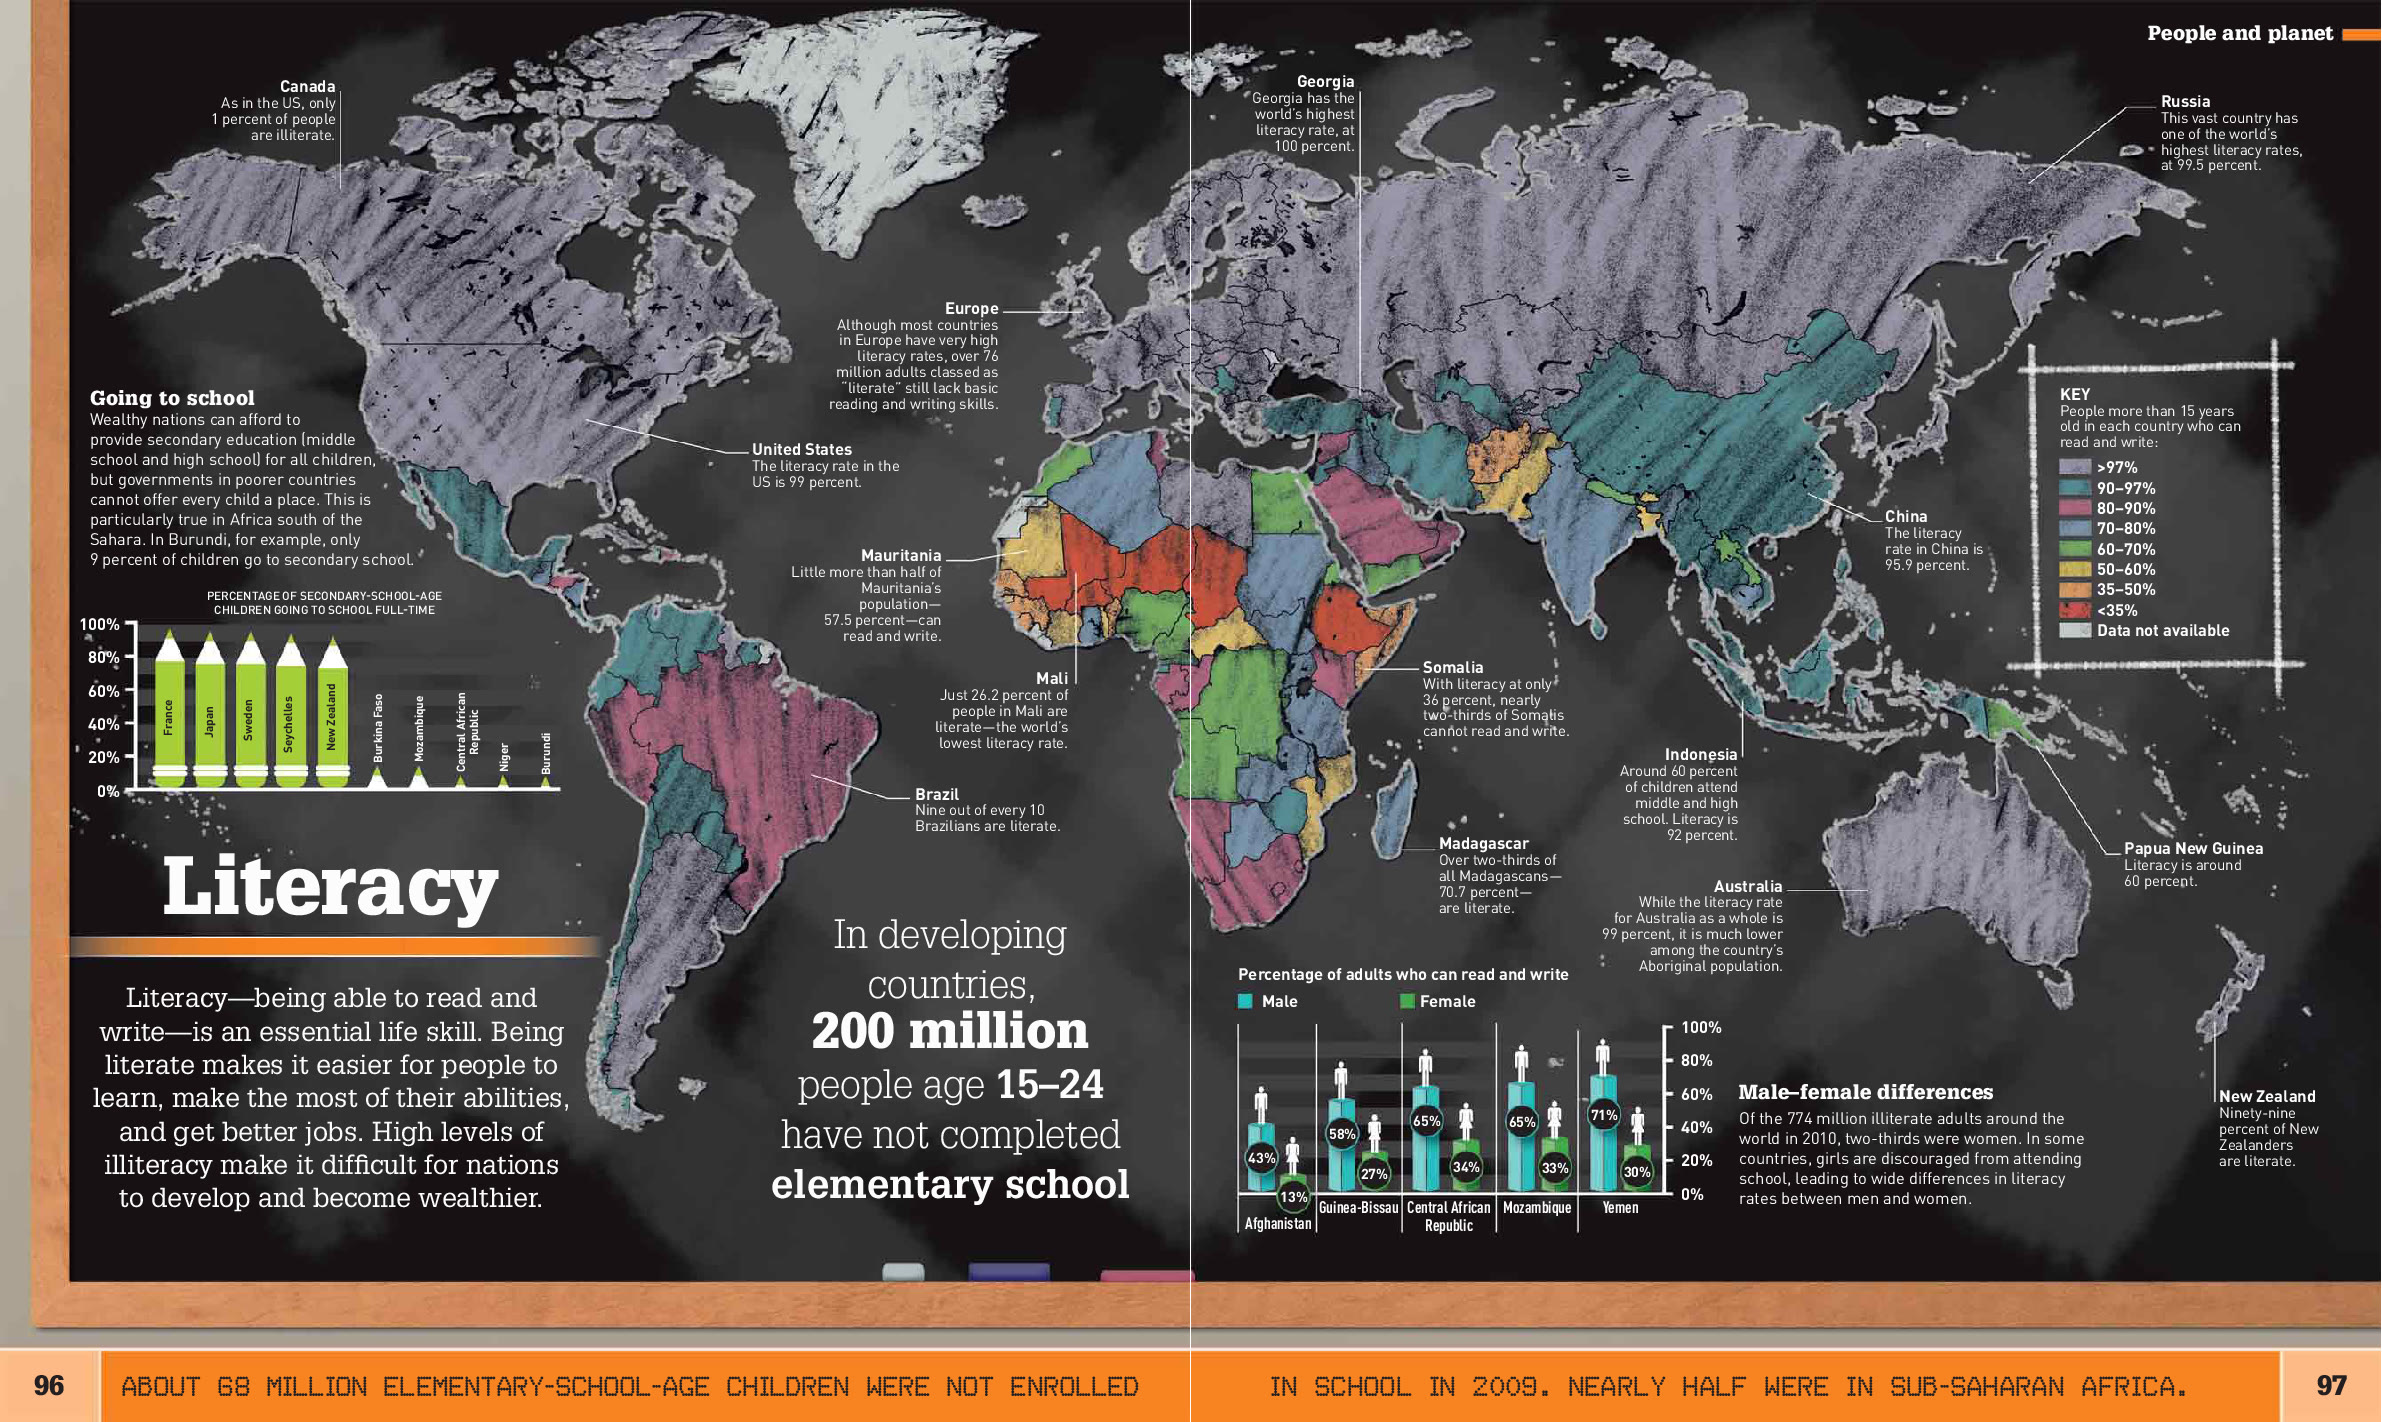 People and planet
Canada
As in the US, only
1 percent of people
are illiterate.
Georgia
Georgia has the
world's highest
literacy rate, at
100 percent.
Russia
This vast country has
one of the world's
highest literacy rates,
at 99.5 percent.
Europe
Although most countries
in Europe have very high
literacy rates, over 76
million adults classed as
"literate" still lack basic
reading and writing skills.
Going to school
Wealthy nations can afford to
provide secondary education (middle
school and high school) for all children,
but governments in poorer countries
cannot offer every child a place. This is
particularly true in Africa south of the
Sahara. In Burundi, for example, only
9 percent of children go to secondary school.
United States
The literacy rate in the
US is 99 percent.
KEY
People more than 15 years
old in each country who can
read and write:
>97%
90–97%
80–90%
70–80%
60–70%
50–60%
35–50%
<35%
Data not available
China
The literacy
rate in China is
95.9 percent.
Mauritania
Little more than half of
Mauritania's
population—
57.5 percent—can
read and write.
PERCENTAGE OF SECONDARY-SCHOOL-AGE
CHILDREN GOING TO SCHOOL FULL-TIME
100%
80%
60%
40%
20%
0%
France
Japan
Sweden
Seychelles
New Zealand
Burkina Faso
Mozambique
Central African
Republic
Niger
Burundi
Mali
Just 26.2 percent of
people in Mali are
literate—the world's
lowest literacy rate.
Somalia
With literacy at only
36 percent, nearly
two-thirds of Somalis
cannot read and write.
Indonesia
Around 60 percent
of children attend
middle and high
school. Literacy is
92 percent.
Brazil
Nine out of every 10
Brazilians are literate.
Madagascar
Over two-thirds of
all Madagascans—
70.7 percent—
are literate.
Papua New Guinea
Literacy is around
60 percent.
Australia
While the literacy rate
for Australia as a whole is
99 percent, it is much lower
among the country's
Aboriginal population.
Literacy
Literacy—being able to read and
write—is an essential life skill. Being
literate makes it easier for people to
learn, make the most of their abilities,
and get better jobs. High levels of
illiteracy make it difficult for nations
to develop and become wealthier.
In developing
countries,
200 million
people age 15–24
have not completed
elementary school
Percentage of adults who can read and write
Male
Female
100%
80%
60%
40%
20%
0%
43%
13%
58%
27%
65%
34%
65%
33%
71%
30%
Afghanistan
Guinea-Bissau
Central African
Republic
Mozambique
Yemen
Male–female differences
Of the 774 million illiterate adults around the
world in 2010, two-thirds were women. In some
countries, girls are discouraged from attending
school, leading to wide differences in literacy
rates between men and women.
New Zealand
Ninety-nine
percent of New
Zealanders
are literate.
96
ABOUT 68 MILLION ELEMENTARY-SCHOOL-AGE CHILDREN WERE NOT ENROLLED
IN SCHOOL IN 2009. NEARLY HALF WERE IN SUB-SAHARAN AFRICA.
97